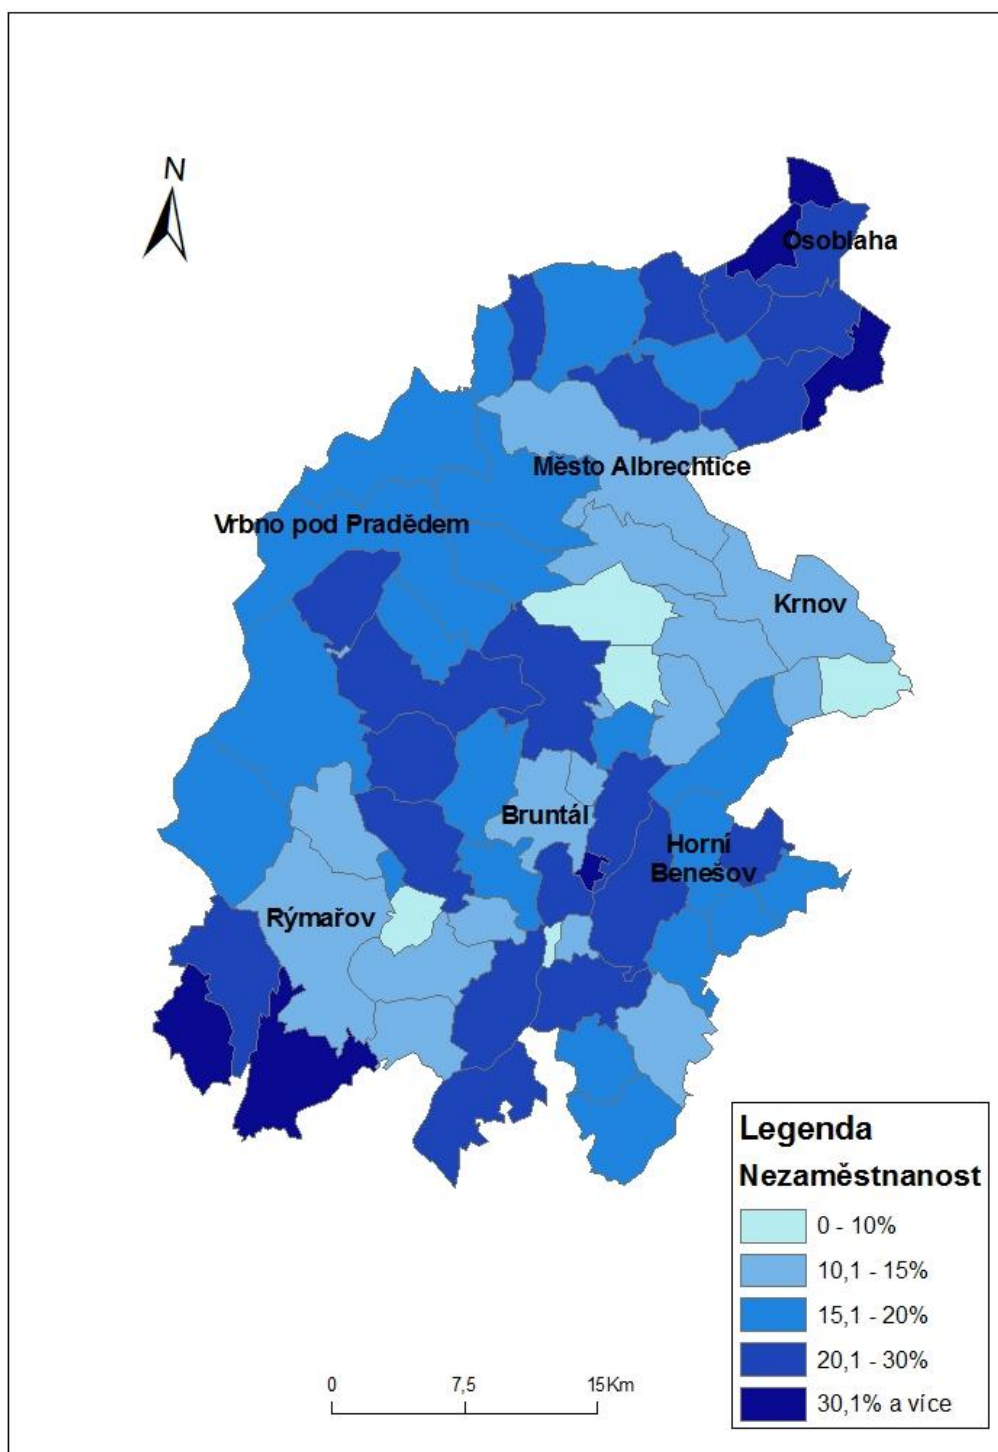 N
Osoblaha
Město Albrechtice
Vrbno pod Pradědem
Krnov
Bruntál
Horní
Benešov
Rýmařov
Legenda
Nezaměstnanost
0 - 10%
10,1 - 15%
15,1 - 20%
20,1 - 30%
30,1% a více
0 7,5 15Km